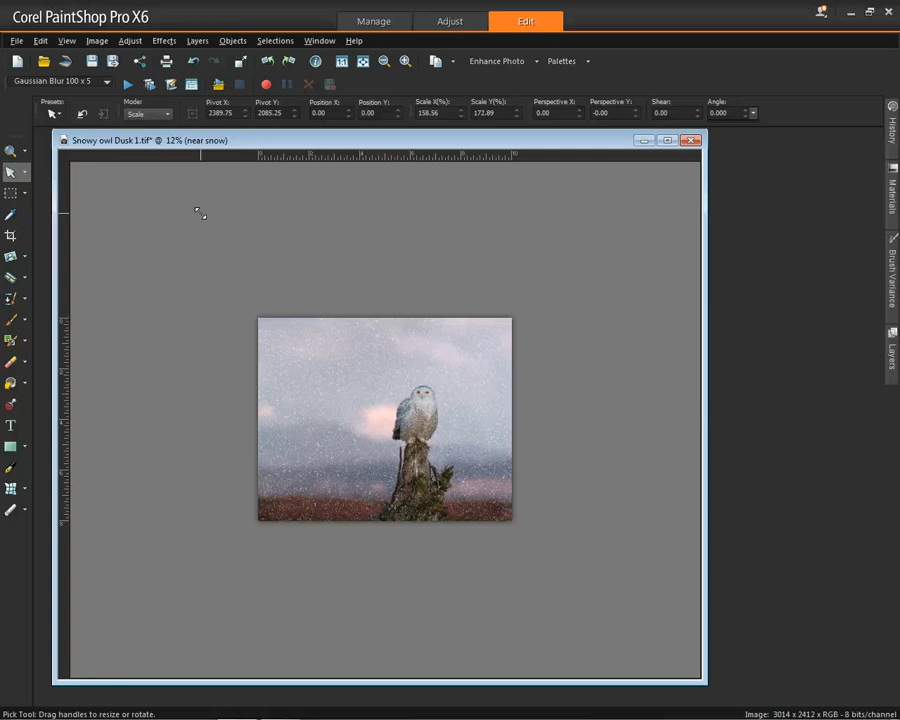 Corel PaintShop Pro X6
Manage Adjust Edit
File Edit View Image Adjust Effects Layers Objects Selections Window Help
Enhance Photo Palettes
Gaussian Blur 100 x 5
Presets: Mode: Pivot X: Pivot Y: Position X: Position Y: Scale X(%): Scale Y(%): Perspective X: Perspective Y: Shear: Angle:
Scale 2389.75 2085.25 0.00 0.00 158.56 172.89 0.00 -0.00 0.00 0.000
Snowy owl Dusk 1.tif* @ 12% (near snow)
History
Materials
Brush Variance
Layers
T
Pick Tool: Drag handles to resize or rotate.
Image: 3014 x 2412 x RGB - 8 bits/channel